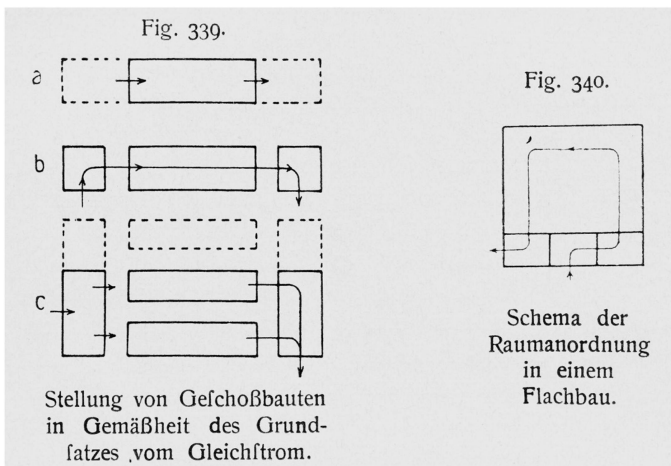 Fig. 339.
a
b
c
Stellung von Geſchoßbauten
in Gemäßheit des Grund-
ſatzes vom Gleichſtrom.
Fig. 340.
Schema der
Raumanordnung
in einem
Flachbau.